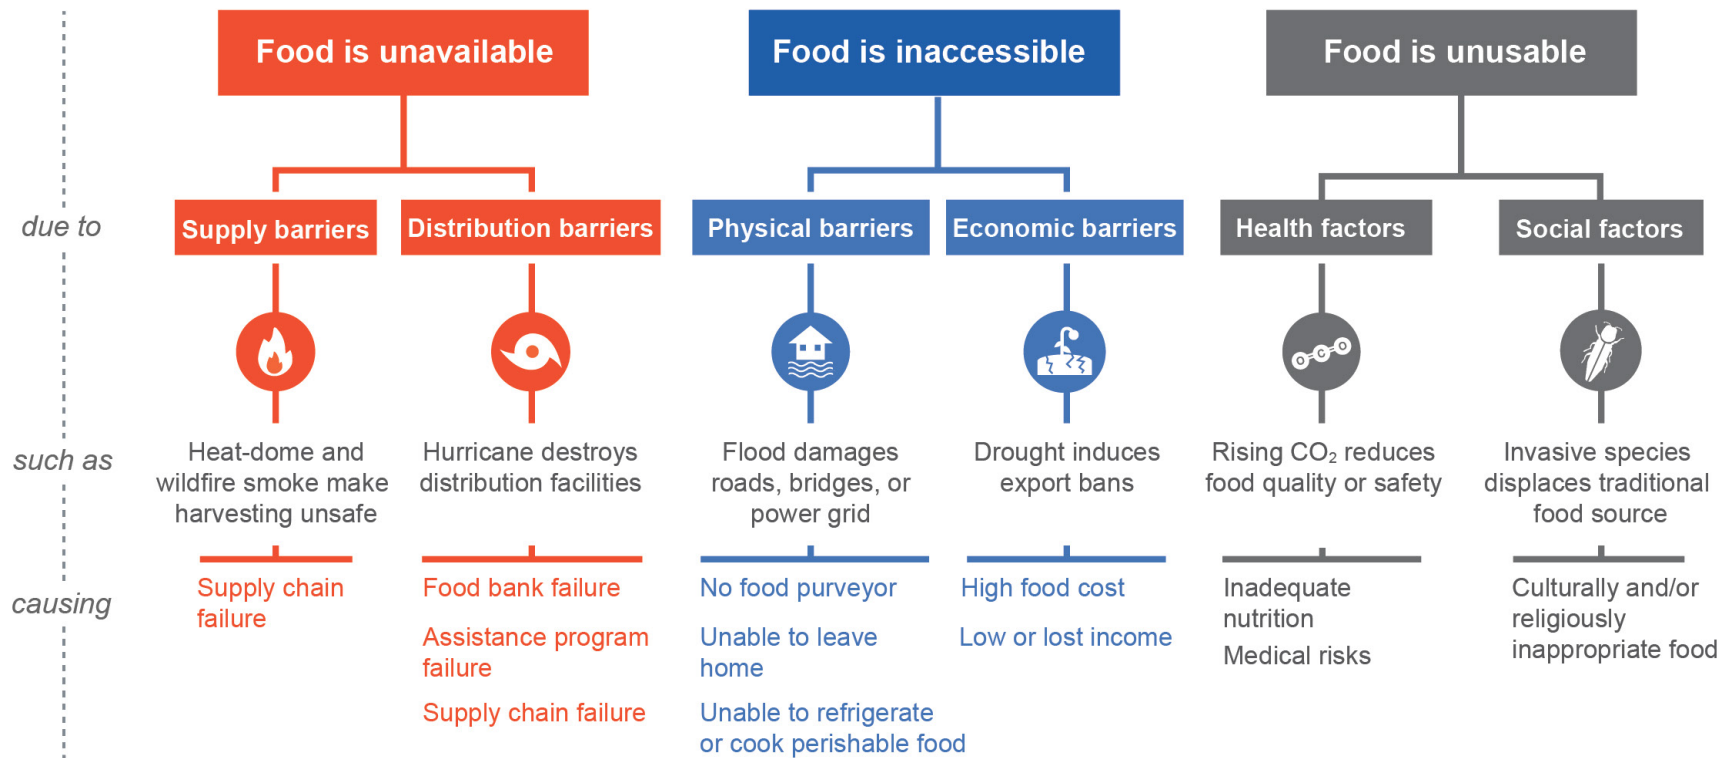 Food is unavailable
Food is inaccessible
Food is unusable
due to
Supply barriers
Distribution barriers
Physical barriers
Economic barriers
Health factors
Social factors
O C O
such as
Heat-dome and
wildfire smoke make
harvesting unsafe
Hurricane destroys
distribution facilities
Flood damages
roads, bridges, or
power grid
Drought induces
export bans
Rising CO₂ reduces
food quality or safety
Invasive species
displaces traditional
food source
causing
Supply chain
failure
Food bank failure
Assistance program
failure
Supply chain failure
No food purveyor
Unable to leave
home
Unable to refrigerate
or cook perishable food
High food cost
Low or lost income
Inadequate
nutrition
Medical risks
Culturally and/or
religiously
inappropriate food